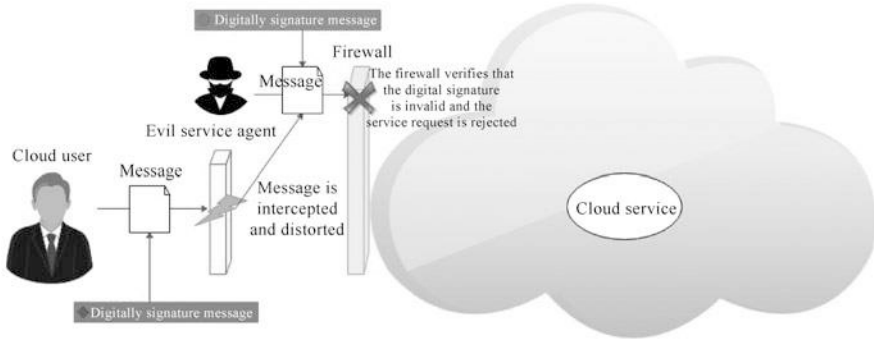 Digitally signature message
Firewall
Message
The firewall verifies that
the digital signature
is invalid and the
service request is rejected
Evil service agent
Cloud user
Message
Message is
intercepted
and distorted
Cloud service
Digitally signature message